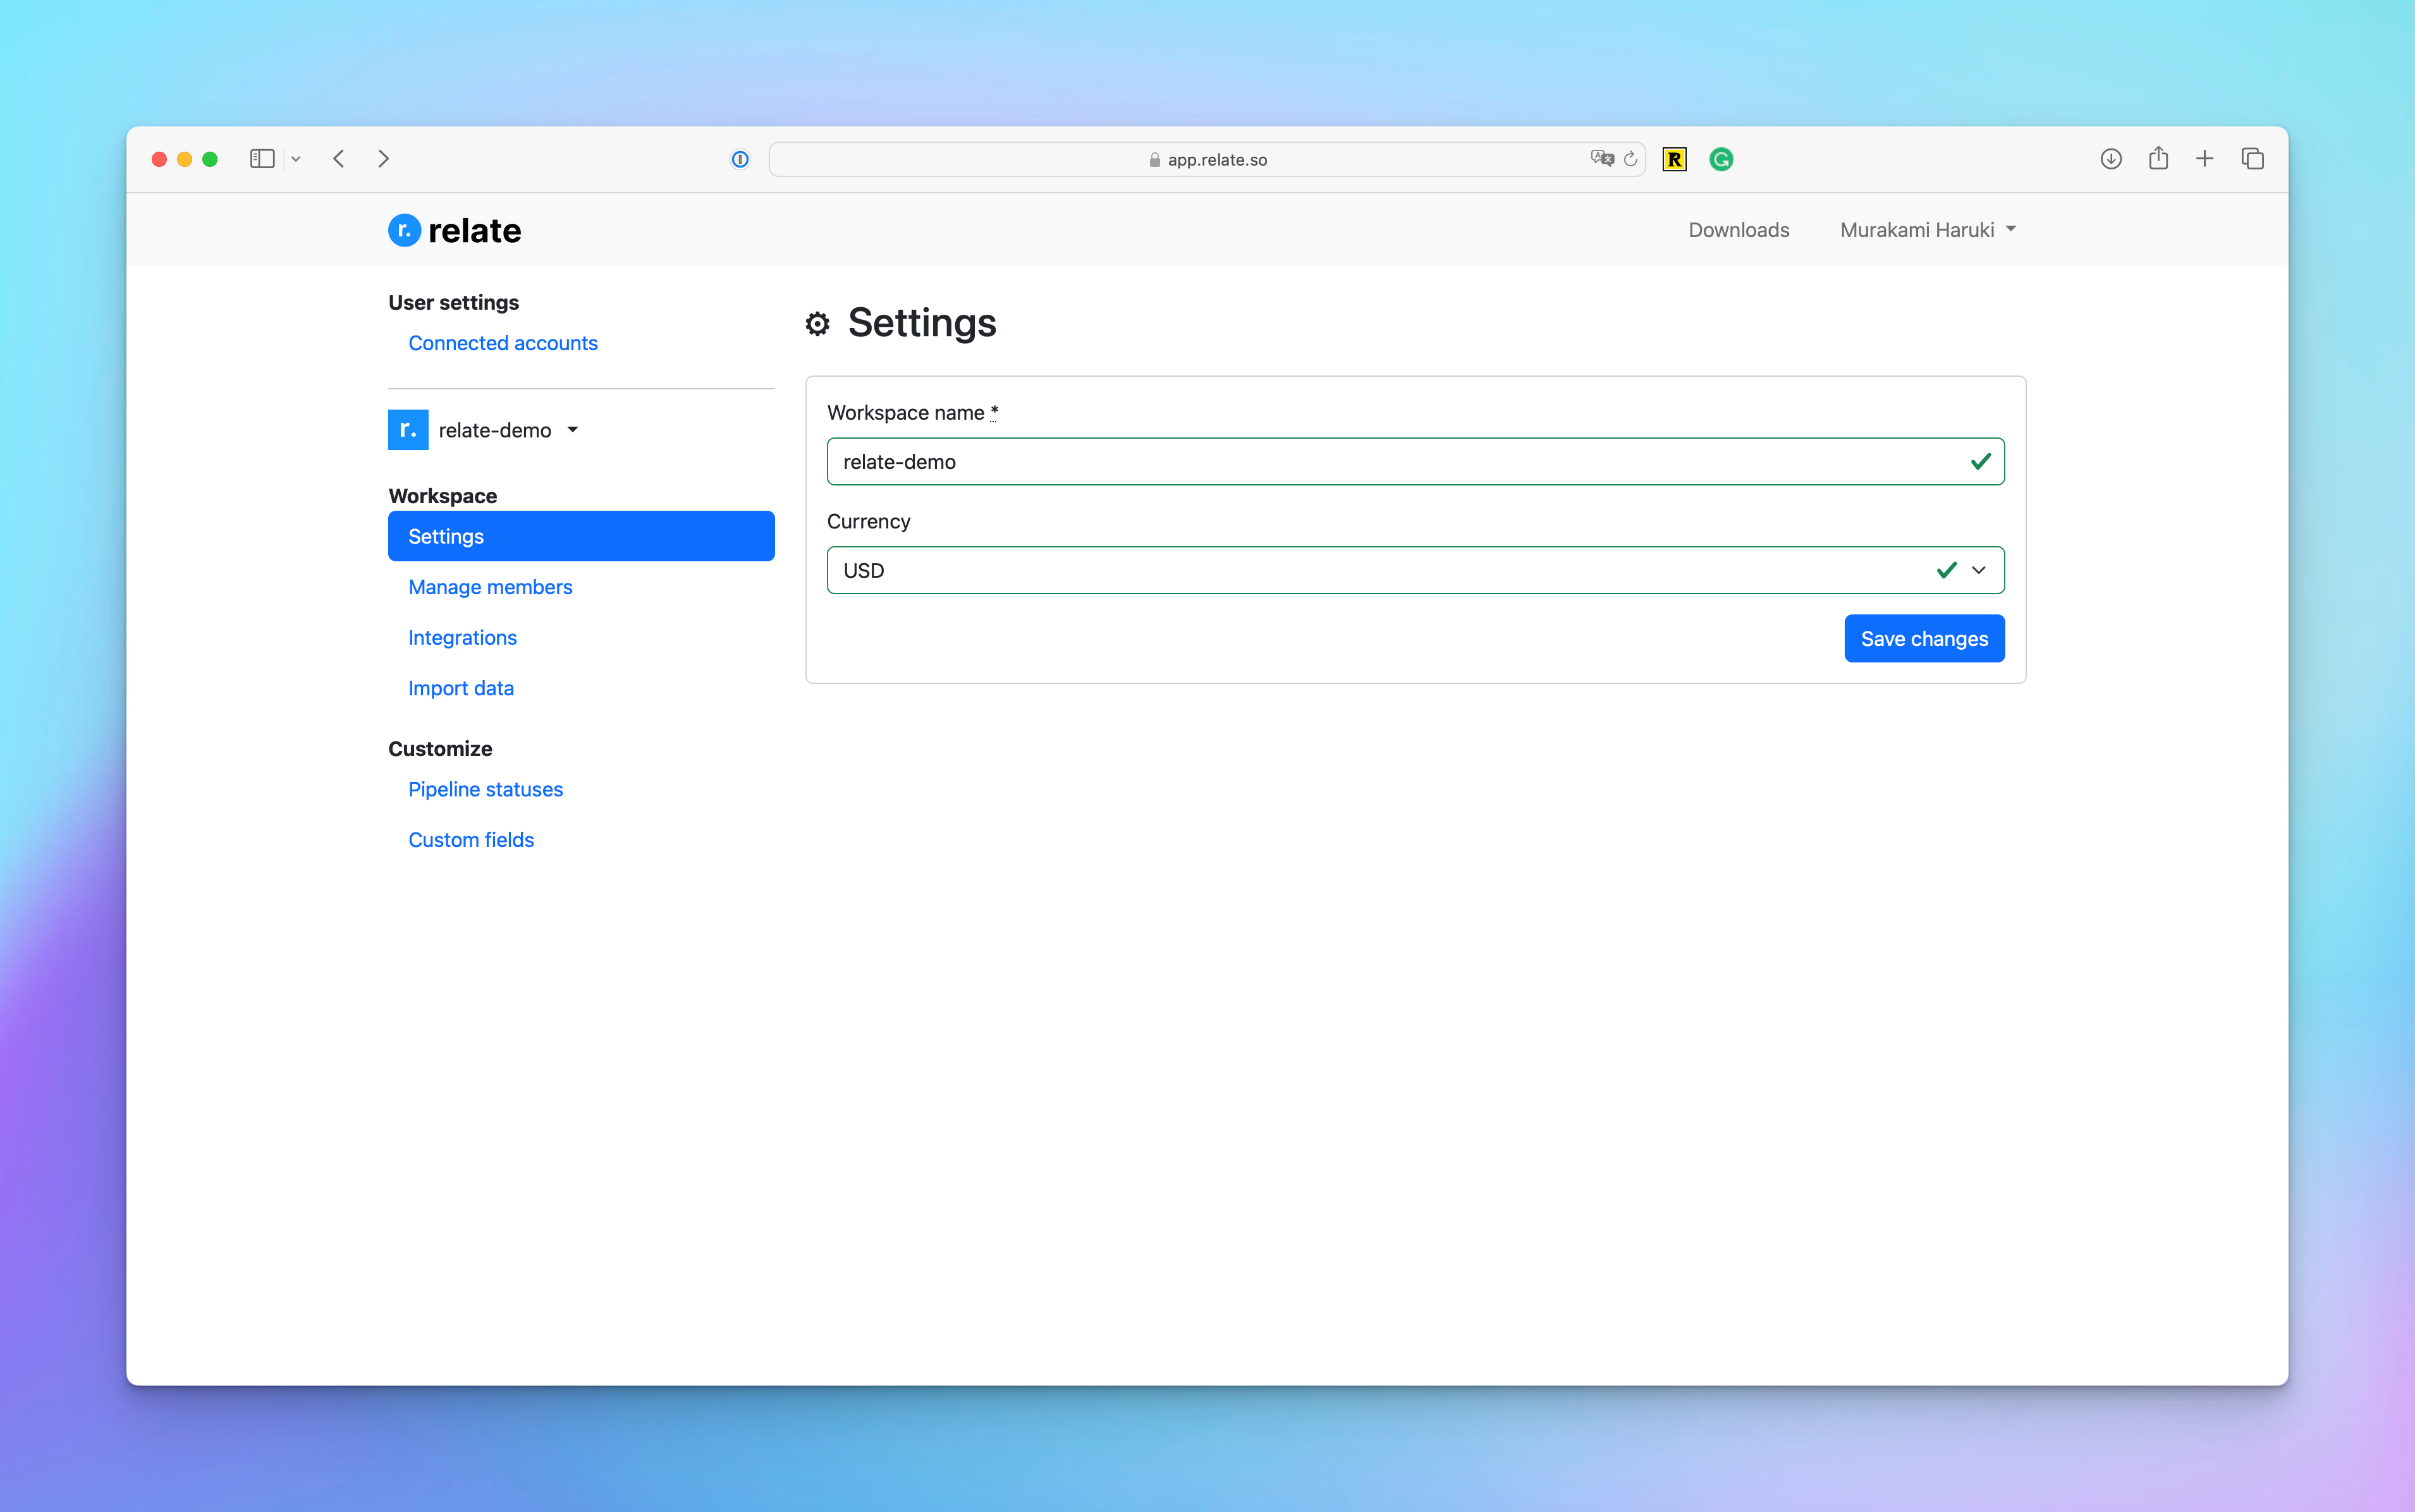 app.relate.so
r. relate
Downloads
Murakami Haruki
User settings
Connected accounts
r. relate-demo
Workspace
Settings
Manage members
Integrations
Import data
Customize
Pipeline statuses
Custom fields
Settings
Workspace name *
relate-demo
Currency
USD
Save changes